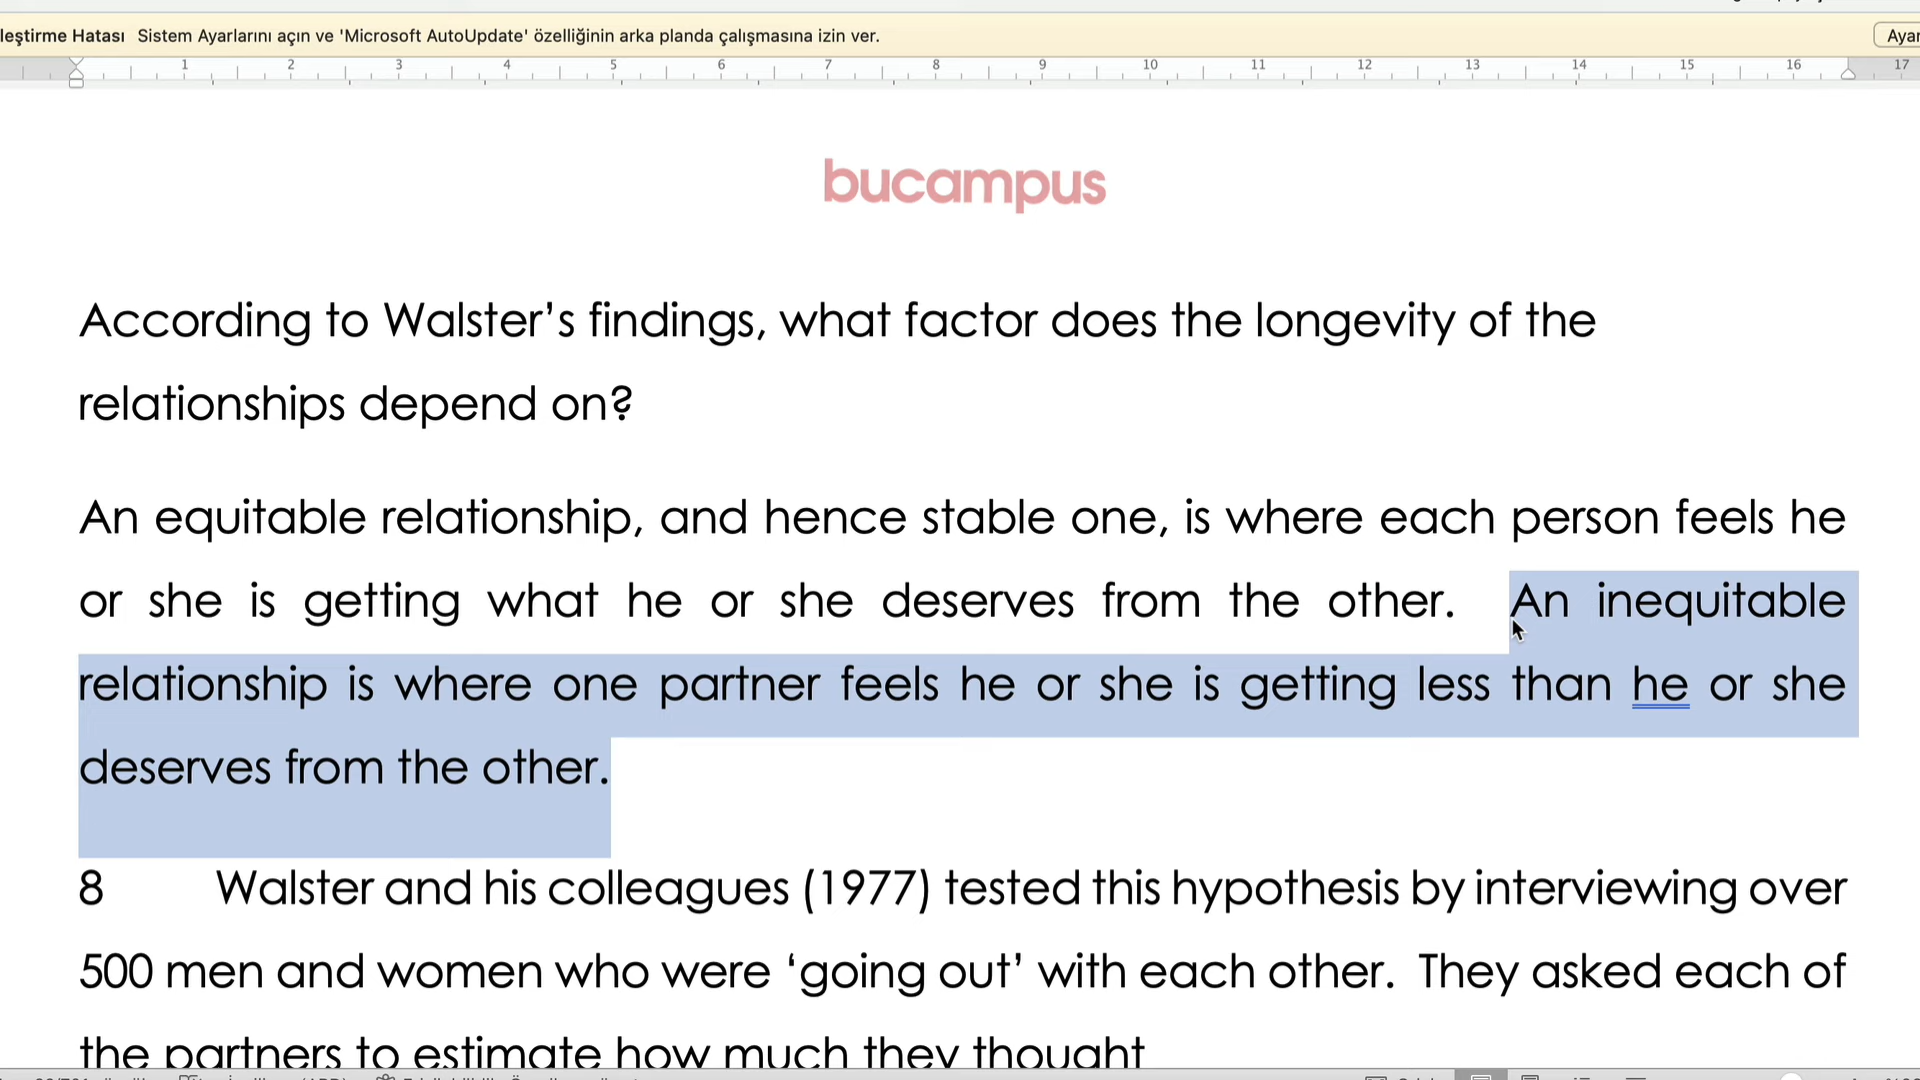 leştirme Hatası Sistem Ayarlarını açın ve 'Microsoft AutoUpdate' özelliğinin arka planda çalışmasına izin ver.
Ayar
1 2 3 4 5 6 7 8 9 10 11 12 13 14 15 16 17
bucampus
According to Walster’s findings, what factor does the longevity of the
relationships depend on?
An equitable relationship, and hence stable one, is where each person feels he
or she is getting what he or she deserves from the other. An inequitable
relationship is where one partner feels he or she is getting less than he or she
deserves from the other.
8 Walster and his colleagues (1977) tested this hypothesis by interviewing over
500 men and women who were ‘going out’ with each other. They asked each of
the partners to estimate how much they thought